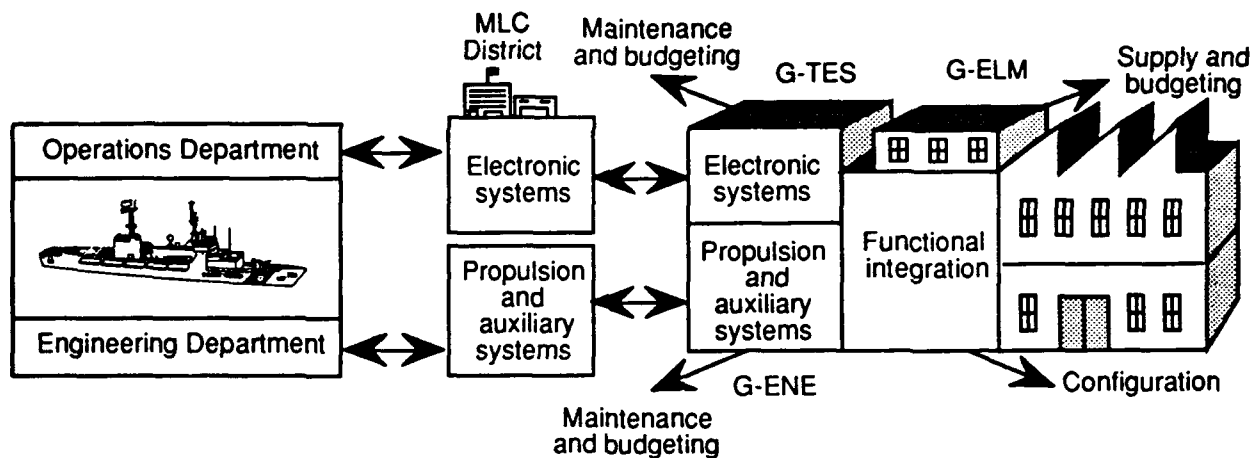 Operations Department
Engineering Department
MLC
District
Electronic
systems
Propulsion
and
auxiliary
systems
Maintenance
and budgeting
G-TES
G-ELM
Supply and
budgeting
Electronic
systems
Propulsion
and
auxiliary
systems
Functional
integration
G-ENE
Maintenance
and budgeting
Configuration